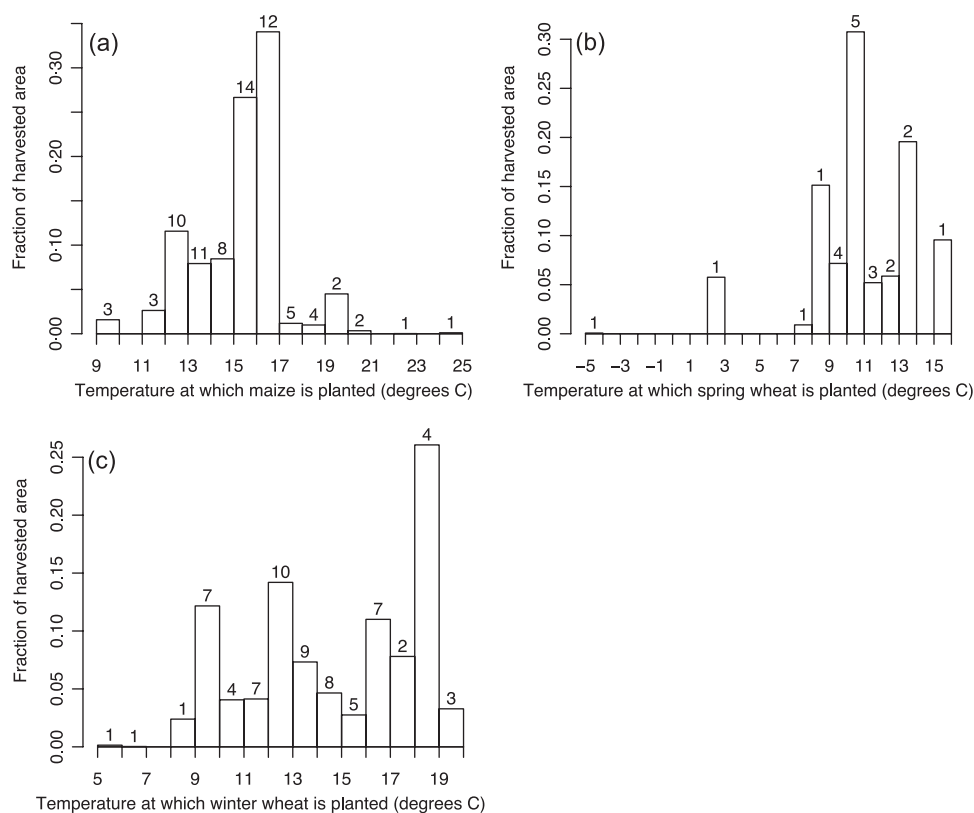 (a)
Fraction of harvested area
0·30
0·20
0·10
0·00
3 3 10 11 8 14 12 5 4 2 2 1 1
9 11 13 15 17 19 21 23 25
Temperature at which maize is planted (degrees C)
(b)
Fraction of harvested area
0.30
0.25
0.20
0.15
0.10
0.05
0.00
1 1 1 1 4 5 3 2 2 1
−5 −3 −1 1 3 5 7 9 11 13 15
Temperature at which spring wheat is planted (degrees C)
(c)
Fraction of harvested area
0.25
0.20
0.15
0.10
0.05
0.00
1 1 1 7 4 7 10 9 8 5 7 2 4 3
5 7 9 11 13 15 17 19
Temperature at which winter wheat is planted (degrees C)